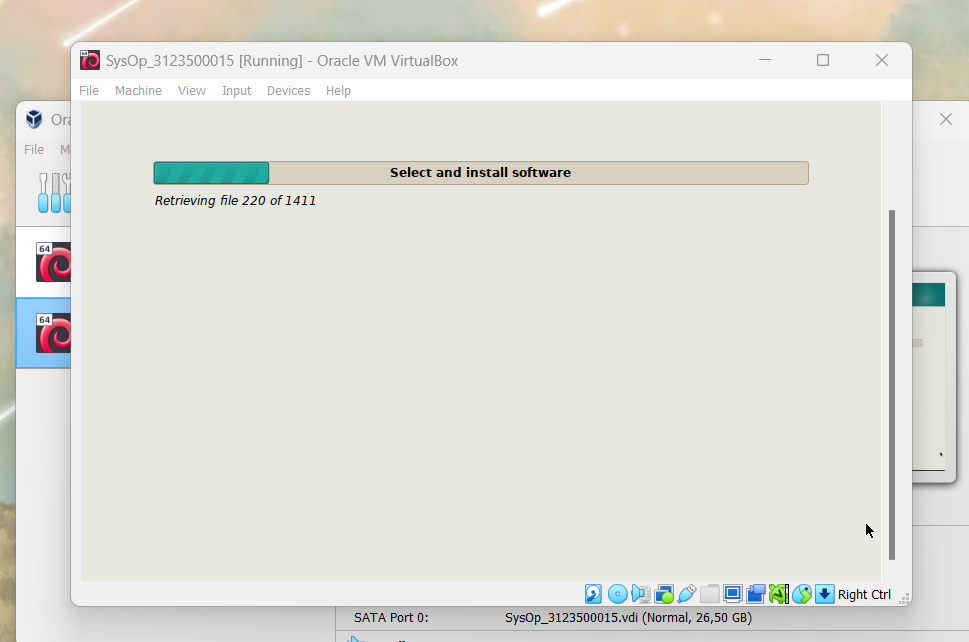 SysOp_3123500015 [Running] - Oracle VM VirtualBox
File Machine View Input Devices Help
File
64
64
Select and install software
Retrieving file 220 of 1411
Right Ctrl
SATA Port 0: SysOp_3123500015.vdi (Normal, 26,50 GB)